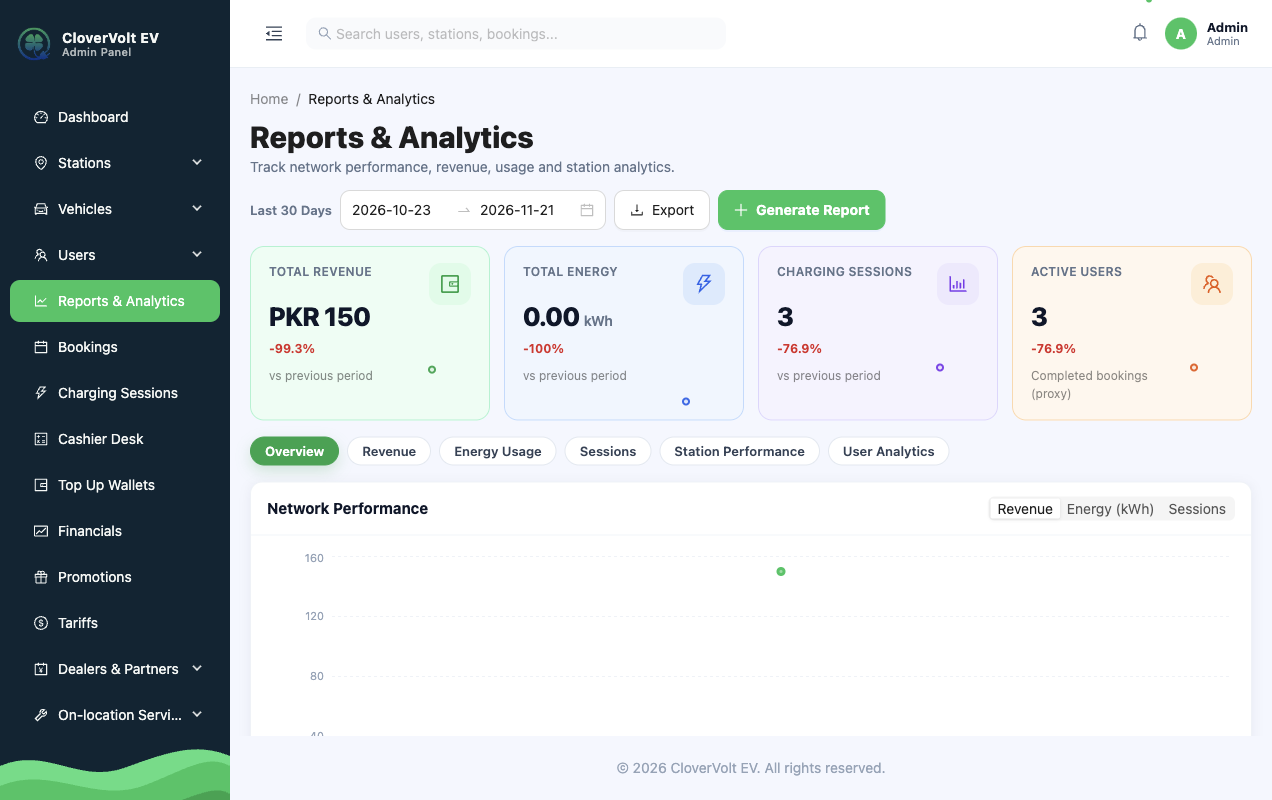 CloverVolt EV
Admin Panel
Dashboard
Stations
Vehicles
Users
Reports & Analytics
Bookings
Charging Sessions
Cashier Desk
Top Up Wallets
Financials
Promotions
Tariffs
Dealers & Partners
On-location Servi...
Search users, stations, bookings...
A
Admin
Admin
Home / Reports & Analytics
Reports & Analytics
Track network performance, revenue, usage and station analytics.
Last 30 Days 2026-10-23 → 2026-11-21 Export + Generate Report
TOTAL REVENUE
PKR 150
-99.3%
vs previous period
TOTAL ENERGY
0.00 kWh
-100%
vs previous period
CHARGING SESSIONS
3
-76.9%
vs previous period
ACTIVE USERS
3
-76.9%
Completed bookings
(proxy)
Overview Revenue Energy Usage Sessions Station Performance User Analytics
Network Performance
Revenue Energy (kWh) Sessions
160
120
80
40
© 2026 CloverVolt EV. All rights reserved.